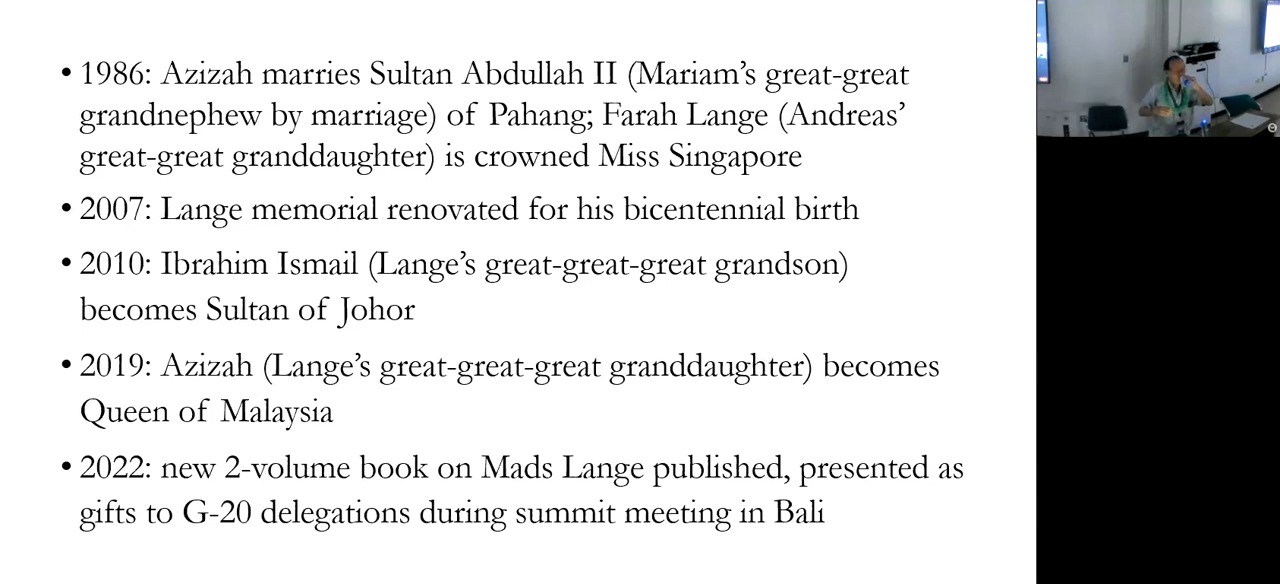 • 1986: Azizah marries Sultan Abdullah II (Mariam’s great-great
grandnephew by marriage) of Pahang; Farah Lange (Andreas’
great-great granddaughter) is crowned Miss Singapore
• 2007: Lange memorial renovated for his bicentennial birth
• 2010: Ibrahim Ismail (Lange’s great-great-great grandson)
becomes Sultan of Johor
• 2019: Azizah (Lange’s great-great-great granddaughter) becomes
Queen of Malaysia
• 2022: new 2-volume book on Mads Lange published, presented as
gifts to G-20 delegations during summit meeting in Bali